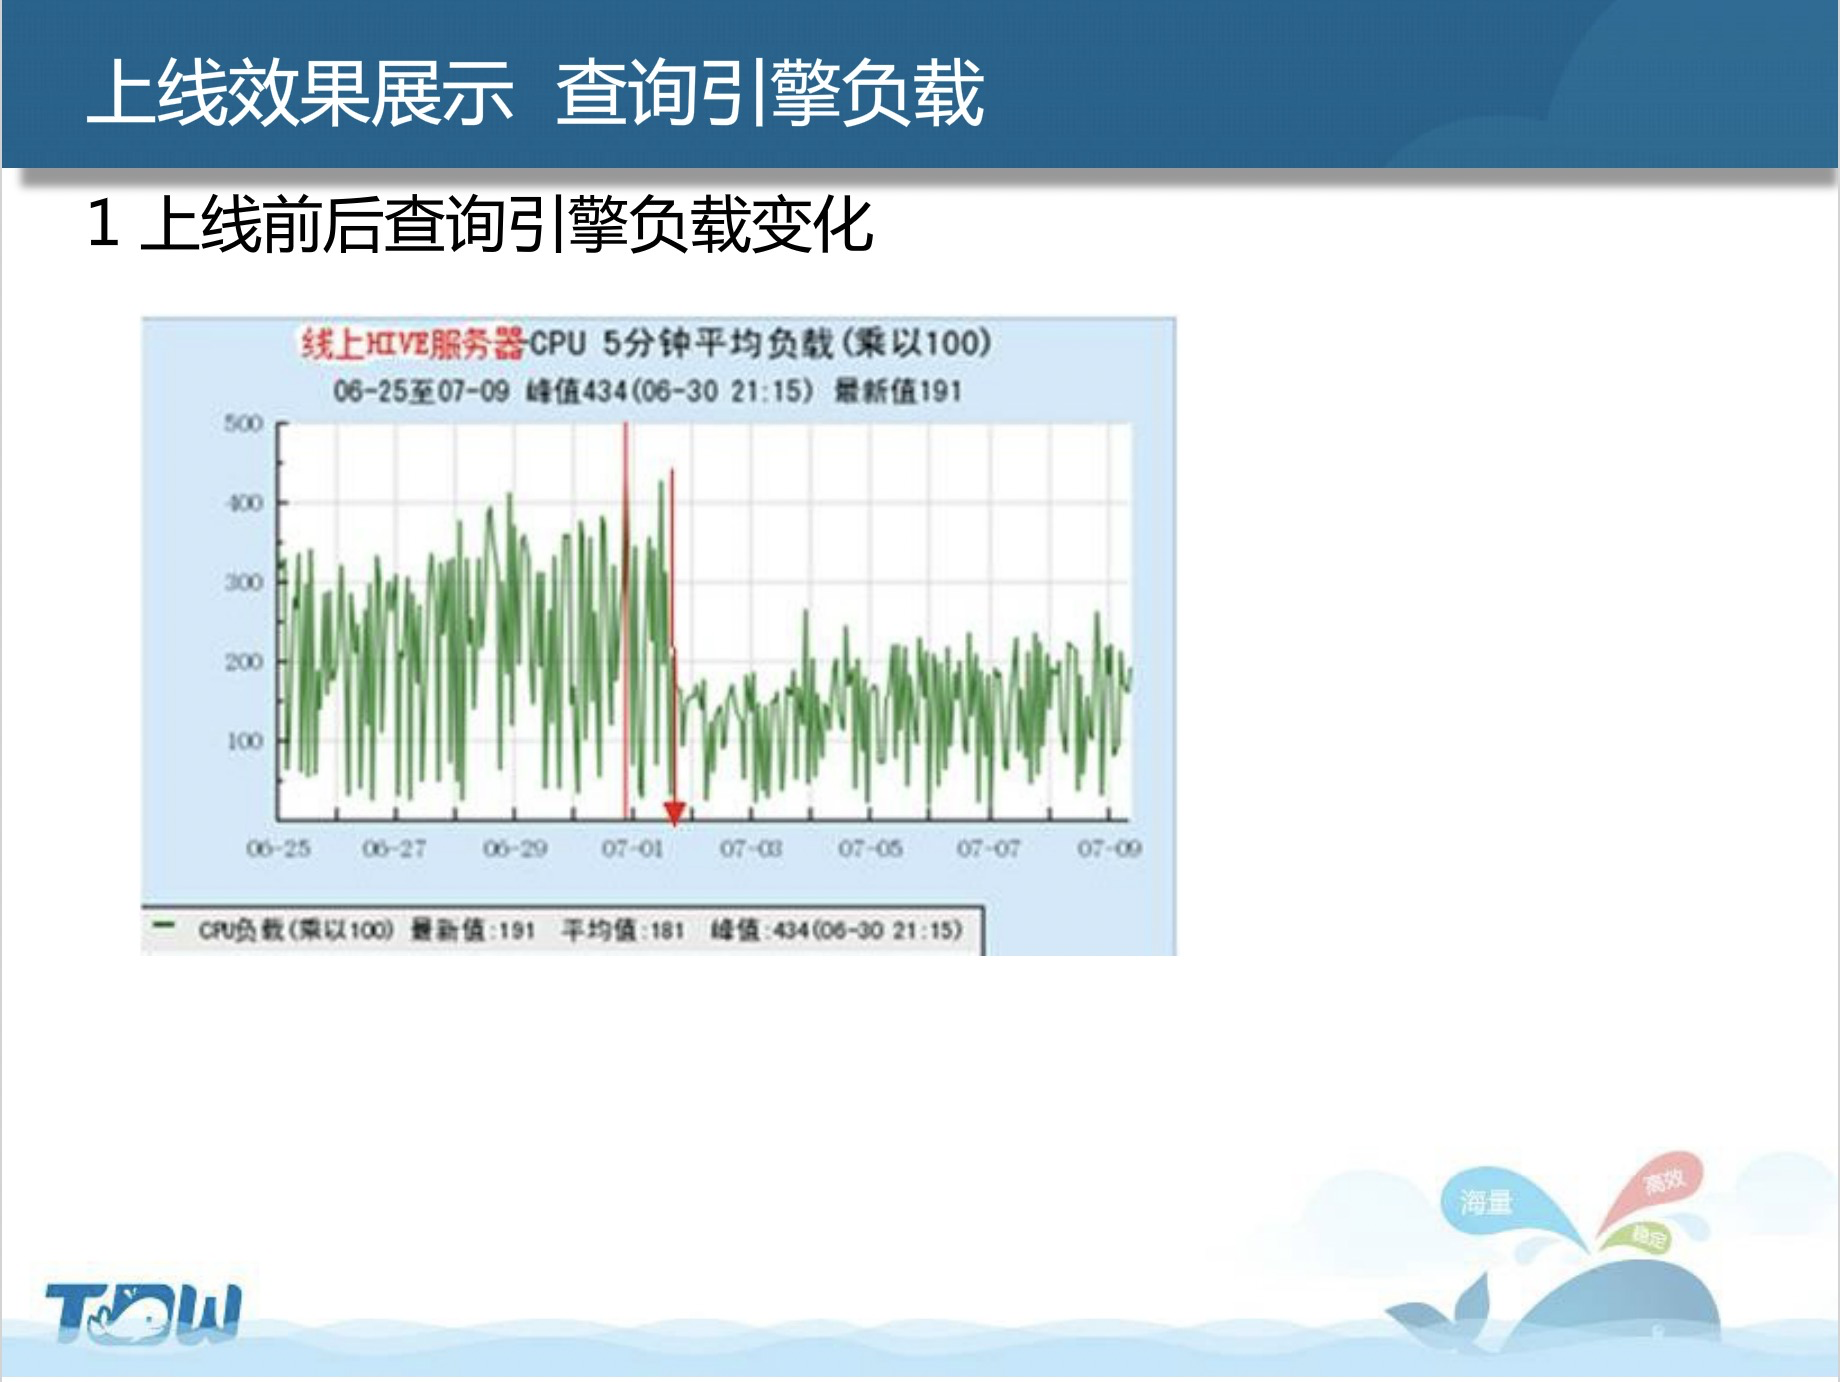 上线效果展示 查询引擎负载
1 上线前后查询引擎负载变化
线上HIVE服务器-CPU 5分钟平均负载(乘以100)
06-25至07-09 峰值434(06-30 21:15) 最新值191
500
400
300
200
100
06-25 06-27 06-29 07-01 07-03 07-05 07-07 07-09
CPU负载(乘以100) 最新值:191 平均值:181 峰值:434(06-30 21:15)
海量
高效
稳定
TDW